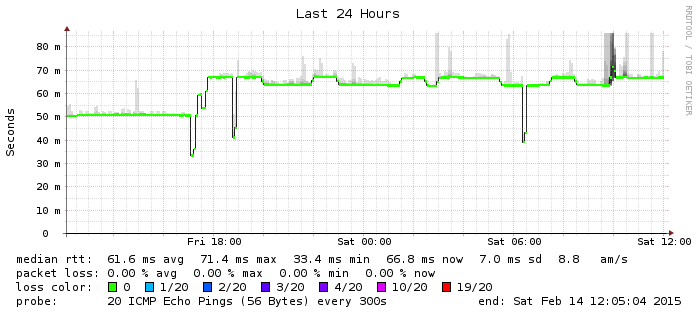 Last 24 Hours
RRDTOOL / TOBI OETIKER
Seconds
80 m
70 m
60 m
50 m
40 m
30 m
20 m
10 m
0
Fri 18:00 Sat 00:00 Sat 06:00 Sat 12:00
median rtt: 61.6 ms avg 71.4 ms max 33.4 ms min 66.8 ms now 7.0 ms sd 8.8 am/s
packet loss: 0.00 % avg 0.00 % max 0.00 % min 0.00 % now
loss color: 0 1/20 2/20 3/20 4/20 10/20 19/20
probe: 20 ICMP Echo Pings (56 Bytes) every 300s end: Sat Feb 14 12:05:04 2015